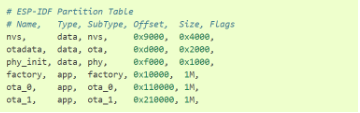 # ESP-IDF Partition Table
# Name,   Type, SubType, Offset,  Size, Flags
nvs,      data, nvs,     0x9000,  0x4000,
otadata,  data, ota,     0xd000,  0x2000,
phy_init, data, phy,     0xf000,  0x1000,
factory,  app,  factory, 0x10000,  1M,
ota_0,    app,  ota_0,   0x110000, 1M,
ota_1,    app,  ota_1,   0x210000, 1M,